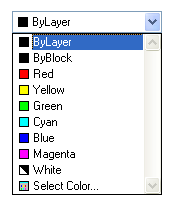 ByLayer
ByLayer
ByBlock
Red
Yellow
Green
Cyan
Blue
Magenta
White
Select Color...